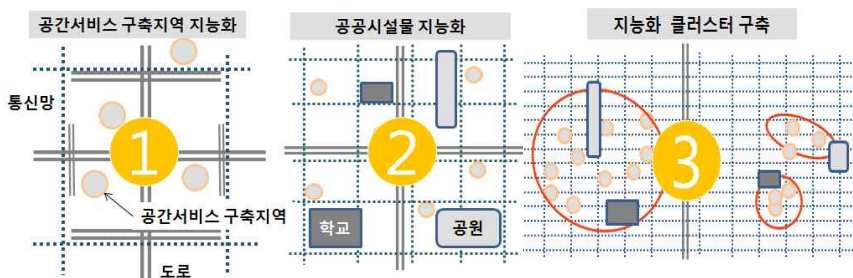 공간서비스 구축지역 지능화
공공시설물 지능화
지능화 클러스터 구축
통신망
1
2
3
공간서비스 구축지역
학교
공원
도로